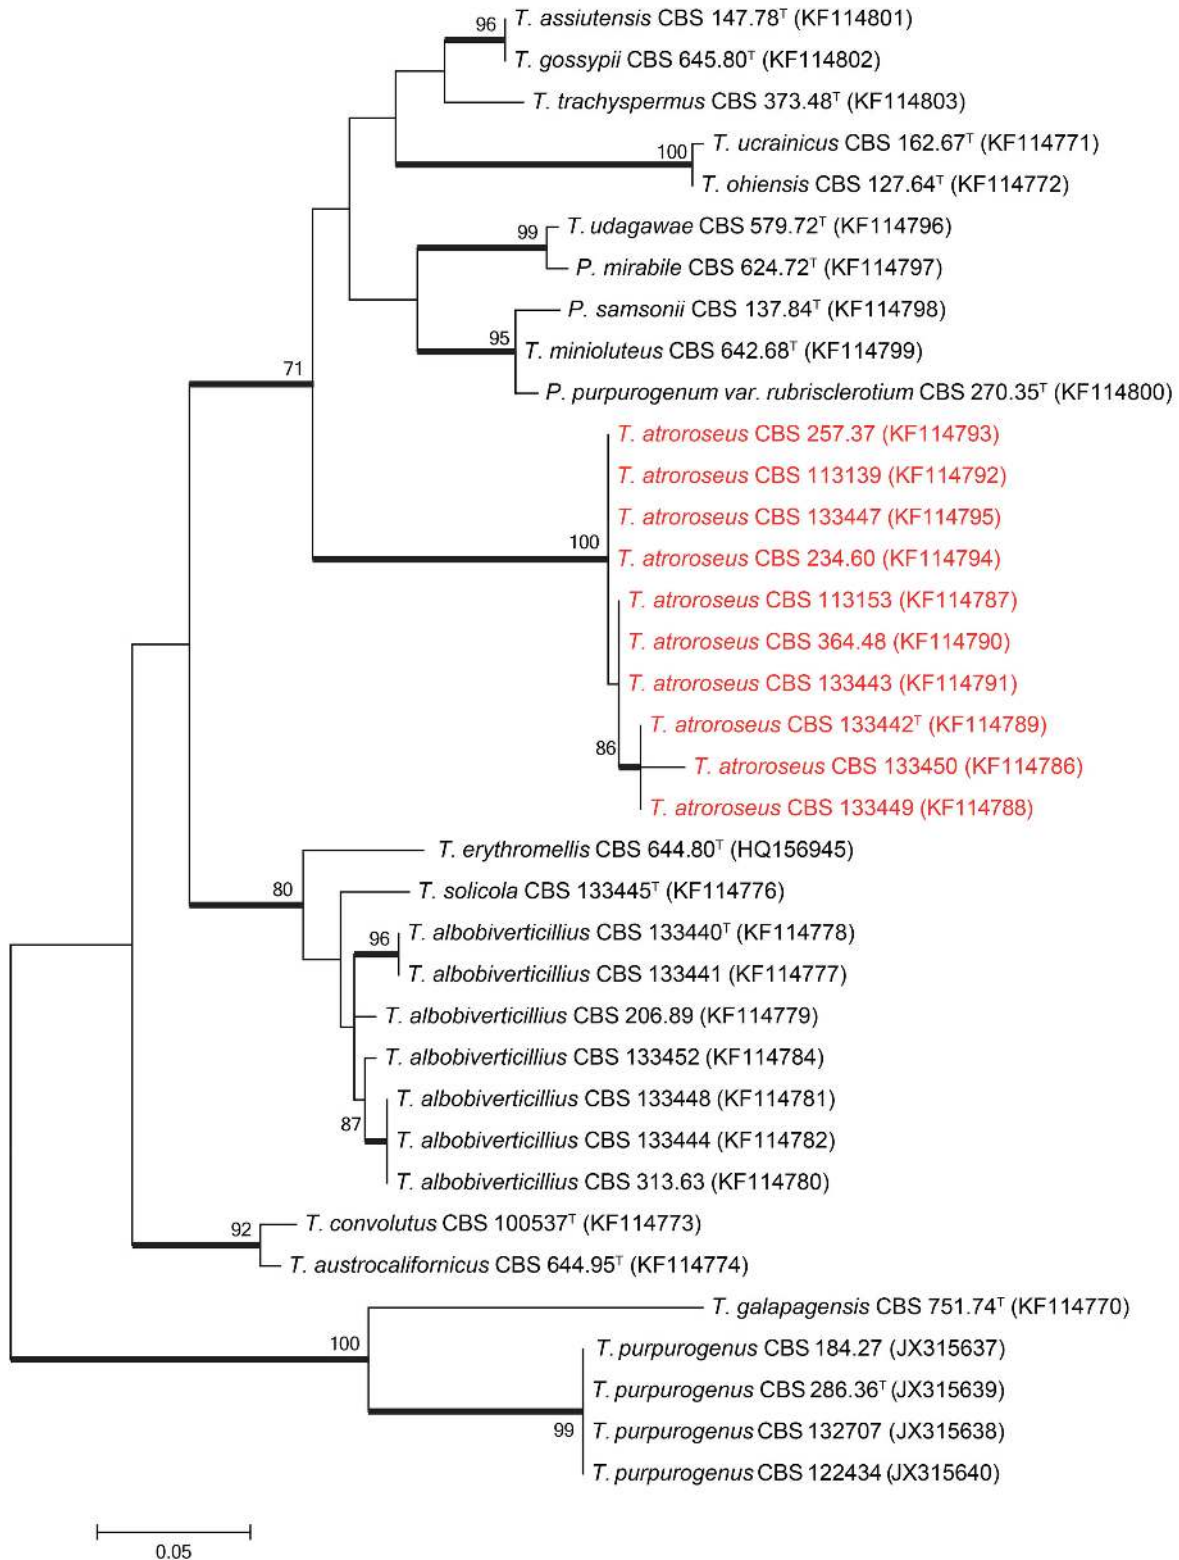 96
T. assiutensis CBS 147.78ᵀ (KF114801)
T. gossypii CBS 645.80ᵀ (KF114802)
T. trachyspermus CBS 373.48ᵀ (KF114803)
100
T. ucrainicus CBS 162.67ᵀ (KF114771)
T. ohiensis CBS 127.64ᵀ (KF114772)
99
T. udagawae CBS 579.72ᵀ (KF114796)
P. mirabile CBS 624.72ᵀ (KF114797)
P. samsonii CBS 137.84ᵀ (KF114798)
95
T. minioluteus CBS 642.68ᵀ (KF114799)
71
P. purpurogenum var. rubrisclerotium CBS 270.35ᵀ (KF114800)
T. atroroseus CBS 257.37 (KF114793)
T. atroroseus CBS 113139 (KF114792)
T. atroroseus CBS 133447 (KF114795)
100
T. atroroseus CBS 234.60 (KF114794)
T. atroroseus CBS 113153 (KF114787)
T. atroroseus CBS 364.48 (KF114790)
T. atroroseus CBS 133443 (KF114791)
T. atroroseus CBS 133442ᵀ (KF114789)
86
T. atroroseus CBS 133450 (KF114786)
T. atroroseus CBS 133449 (KF114788)
T. erythromellis CBS 644.80ᵀ (HQ156945)
80
T. solicola CBS 133445ᵀ (KF114776)
96
T. albobiverticillius CBS 133440ᵀ (KF114778)
T. albobiverticillius CBS 133441 (KF114777)
T. albobiverticillius CBS 206.89 (KF114779)
T. albobiverticillius CBS 133452 (KF114784)
T. albobiverticillius CBS 133448 (KF114781)
87
T. albobiverticillius CBS 133444 (KF114782)
T. albobiverticillius CBS 313.63 (KF114780)
92
T. convolutus CBS 100537ᵀ (KF114773)
T. austrocalifornicus CBS 644.95ᵀ (KF114774)
T. galapagensis CBS 751.74ᵀ (KF114770)
100
T. purpurogenus CBS 184.27 (JX315637)
T. purpurogenus CBS 286.36ᵀ (JX315639)
99
T. purpurogenus CBS 132707 (JX315638)
T. purpurogenus CBS 122434 (JX315640)
0.05